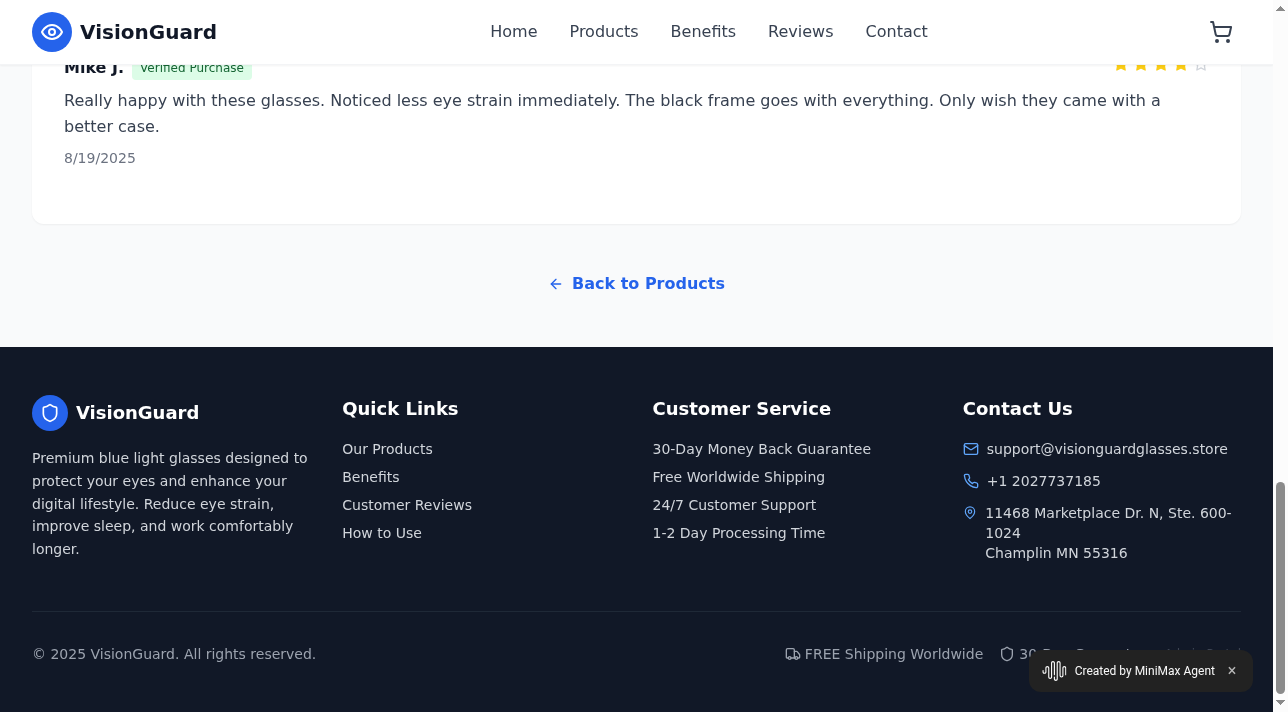 VisionGuard
Home Products Benefits Reviews Contact
Mike J. Verified Purchase
Really happy with these glasses. Noticed less eye strain immediately. The black frame goes with everything. Only wish they came with a
better case.
8/19/2025
Back to Products
VisionGuard
Premium blue light glasses designed to
protect your eyes and enhance your
digital lifestyle. Reduce eye strain,
improve sleep, and work comfortably
longer.
Quick Links
Our Products
Benefits
Customer Reviews
How to Use
Customer Service
30-Day Money Back Guarantee
Free Worldwide Shipping
24/7 Customer Support
1-2 Day Processing Time
Contact Us
support@visionguardglasses.store
+1 2027737185
11468 Marketplace Dr. N, Ste. 600-
1024
Champlin MN 55316
© 2025 VisionGuard. All rights reserved.
FREE Shipping Worldwide
Created by MiniMax Agent